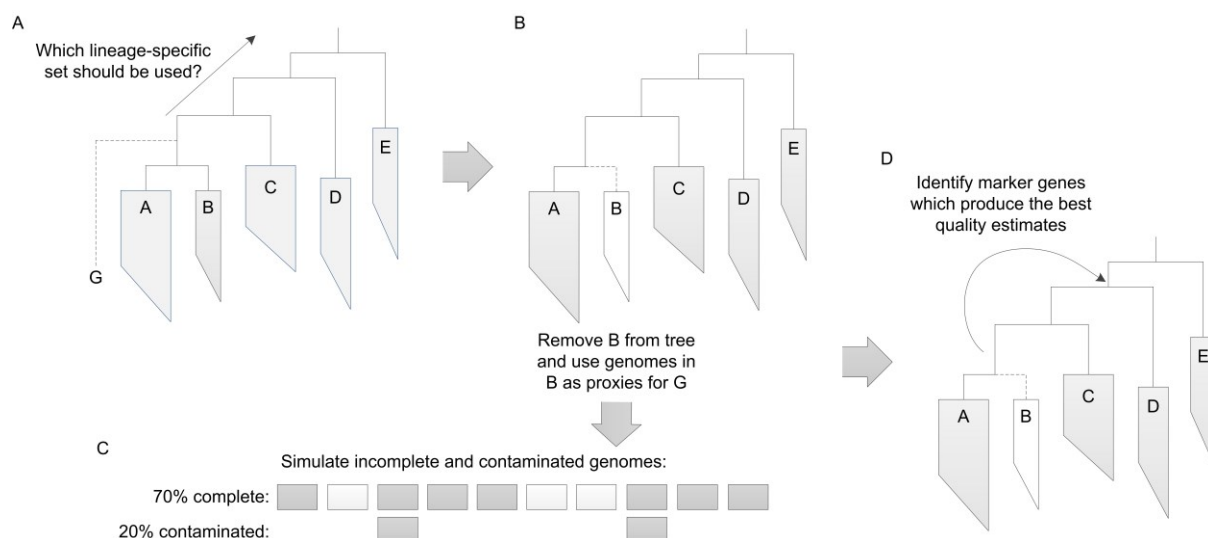 A
Which lineage-specific
set should be used?
G
A
B
C
D
E
B
A
B
C
D
E
Remove B from tree
and use genomes in
B as proxies for G
C
Simulate incomplete and contaminated genomes:
70% complete:
20% contaminated:
D
Identify marker genes
which produce the best
quality estimates
A
B
C
D
E